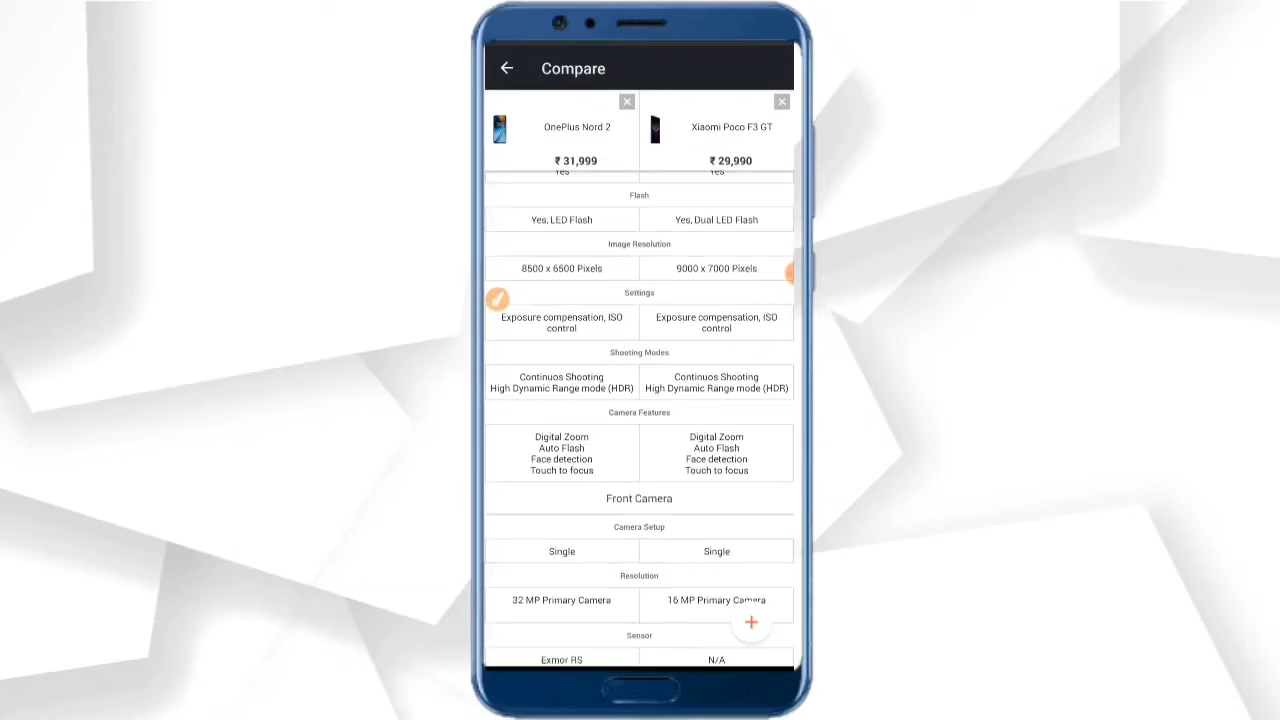 Compare
OnePlus Nord 2
Xiaomi Poco F3 GT
₹ 31,999
₹ 29,990
Yes
Yes
Flash
Yes, LED Flash
Yes, Dual LED Flash
Image Resolution
8500 x 6500 Pixels
9000 x 7000 Pixels
Settings
Exposure compensation, ISO
control
Exposure compensation, ISO
control
Shooting Modes
Continuos Shooting
High Dynamic Range mode (HDR)
Continuos Shooting
High Dynamic Range mode (HDR)
Camera Features
Digital Zoom
Auto Flash
Face detection
Touch to focus
Digital Zoom
Auto Flash
Face detection
Touch to focus
Front Camera
Camera Setup
Single
Single
Resolution
32 MP Primary Camera
16 MP Primary Camera
Sensor
Exmor RS
N/A